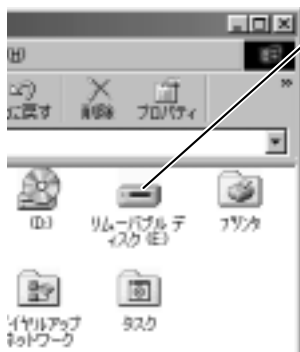 (H)
に戻す 削除 プロパティ
»
(D:) リムーバブル ディスク (E) プリンタ
イヤルアップ ネットワーク タスク